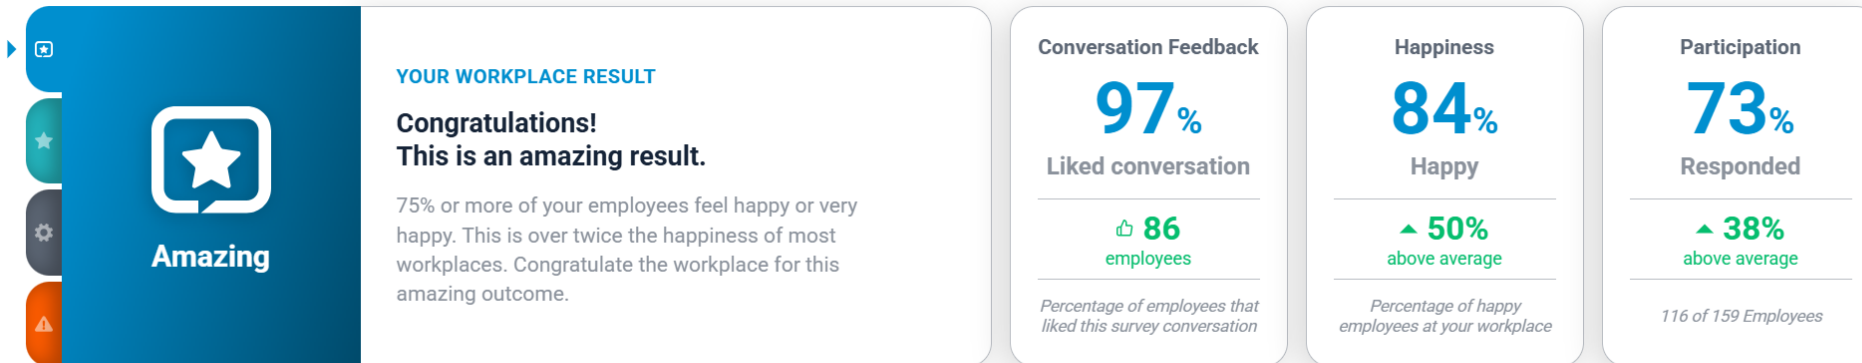 Amazing
YOUR WORKPLACE RESULT
Congratulations!
This is an amazing result.
75% or more of your employees feel happy or very
happy. This is over twice the happiness of most
workplaces. Congratulate the workplace for this
amazing outcome.
Conversation Feedback
97%
Liked conversation
86
employees
Percentage of employees that
liked this survey conversation
Happiness
84%
Happy
50%
above average
Percentage of happy
employees at your workplace
Participation
73%
Responded
38%
above average
116 of 159 Employees